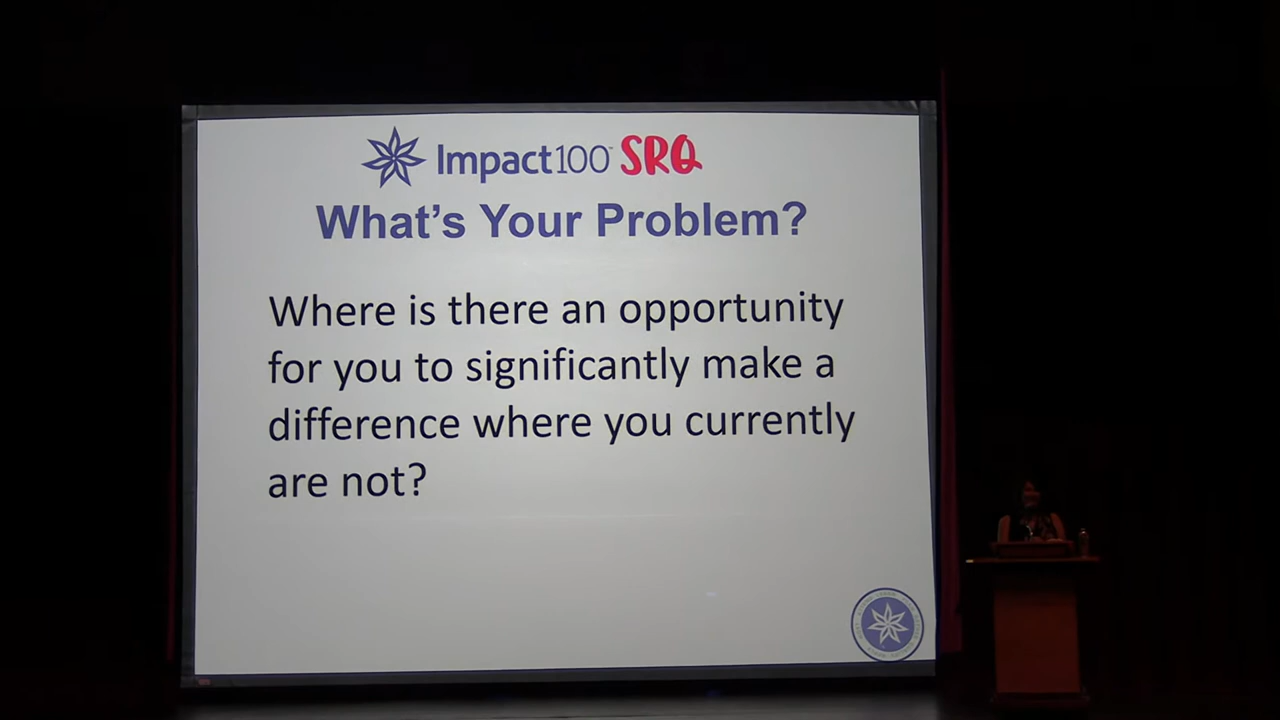 Impact100 SRQ
What's Your Problem?
Where is there an opportunity
for you to significantly make a
difference where you currently
are not?